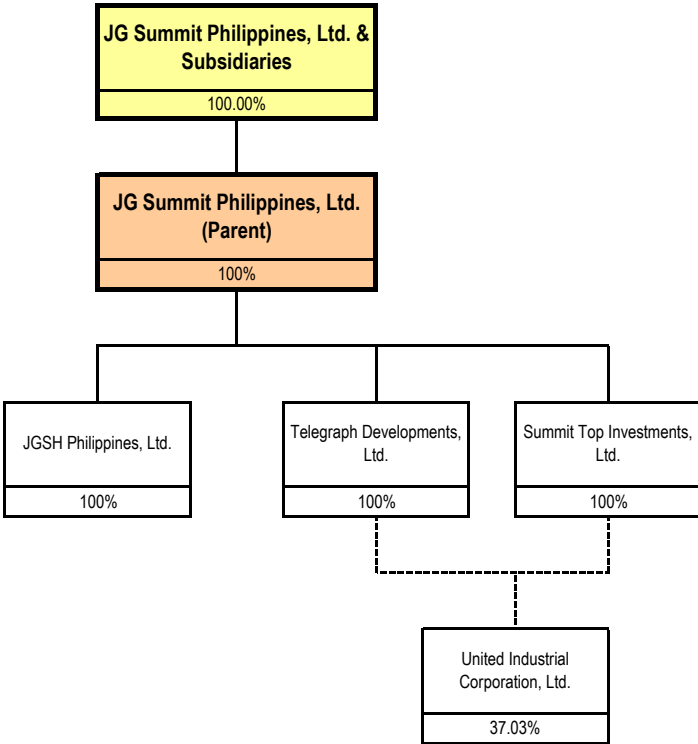 JG Summit Philippines, Ltd. &
Subsidiaries
100.00%
JG Summit Philippines, Ltd.
(Parent)
100%
JGSH Philippines, Ltd.
100%
Telegraph Developments,
Ltd.
100%
Summit Top Investments,
Ltd.
100%
United Industrial
Corporation, Ltd.
37.03%